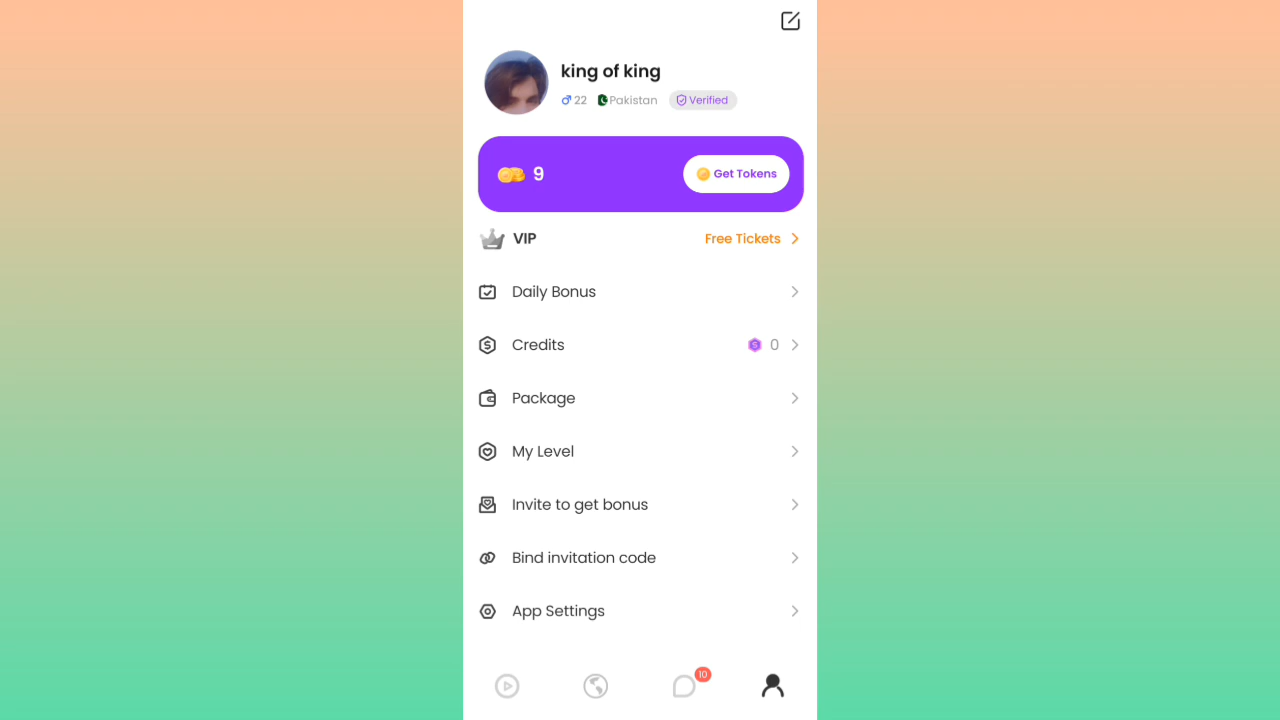 king of king
22 Pakistan Verified
9 Get Tokens
VIP Free Tickets
Daily Bonus
Credits 0
Package
My Level
Invite to get bonus
Bind invitation code
App Settings
10